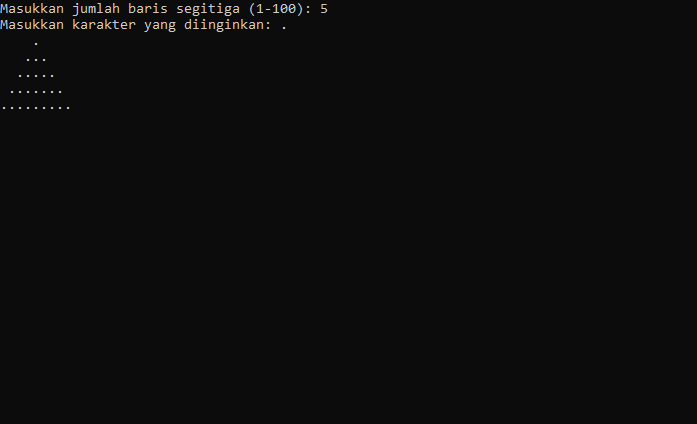 Masukkan jumlah baris segitiga (1-100): 5
Masukkan karakter yang diinginkan: .
    .
   ...
  .....
 .......
.........